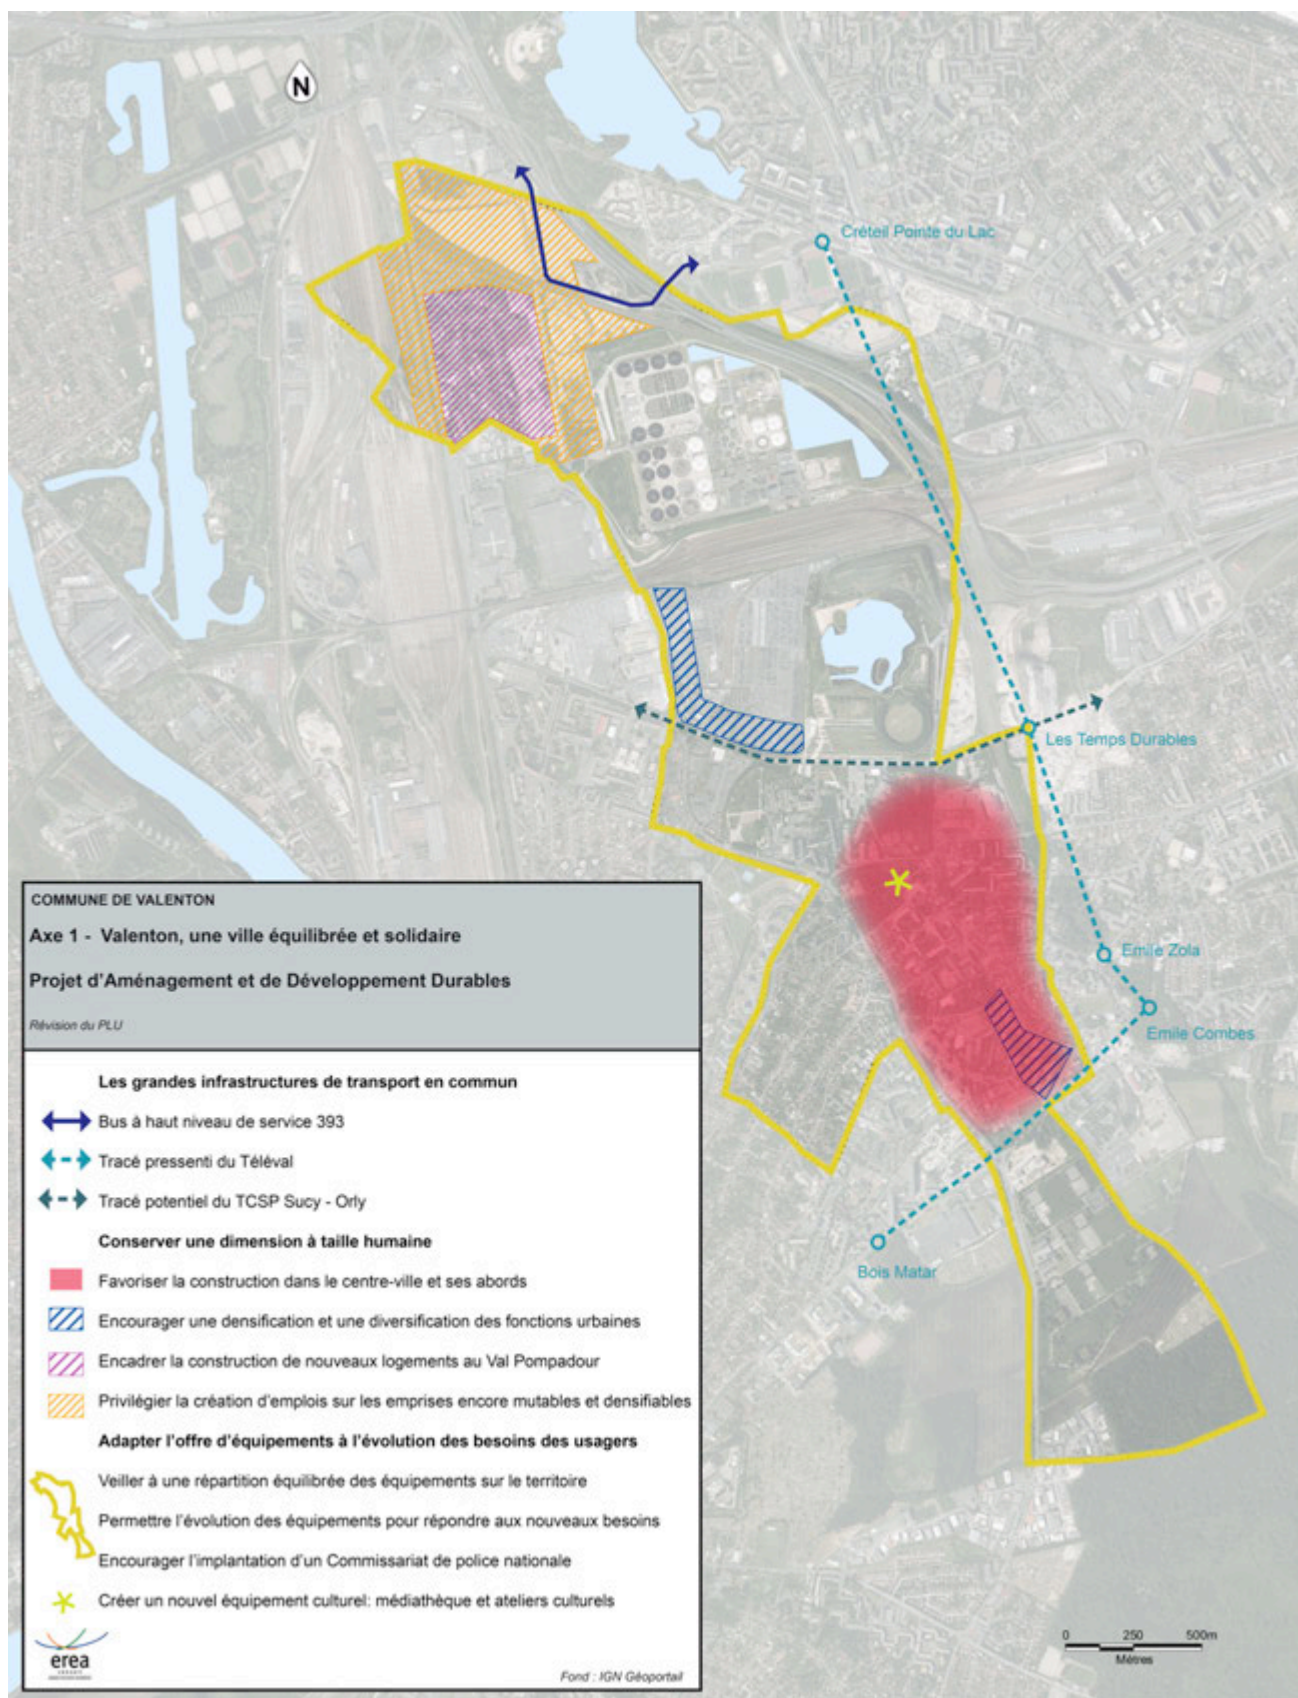 N
Créteil Pointe du Lac
Les Temps Durables
Emile Zola
Emile Combes
Bois Matar
COMMUNE DE VALENTON
Axe 1 - Valenton, une ville équilibrée et solidaire
Projet d'Aménagement et de Développement Durables
Révision du PLU
Les grandes infrastructures de transport en commun
Bus à haut niveau de service 393
Tracé pressenti du Téléval
Tracé potentiel du TCSP Sucy - Orly
Conserver une dimension à taille humaine
Favoriser la construction dans le centre-ville et ses abords
Encourager une densification et une diversification des fonctions urbaines
Encadrer la construction de nouveaux logements au Val Pompadour
Privilégier la création d'emplois sur les emprises encore mutables et densifiables
Adapter l'offre d'équipements à l'évolution des besoins des usagers
Veiller à une répartition équilibrée des équipements sur le territoire
Permettre l'évolution des équipements pour répondre aux nouveaux besoins
Encourager l'implantation d'un Commissariat de police nationale
Créer un nouvel équipement culturel: médiathèque et ateliers culturels
erea
Fond : IGN Géoportail
0 250 500m
Mètres